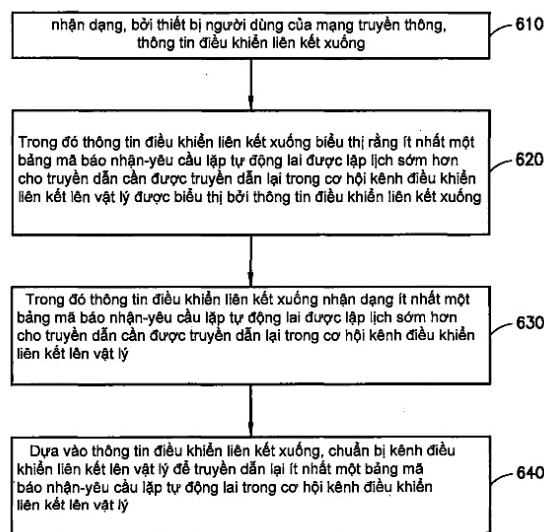 nhận dạng, bởi thiết bị người dùng của mạng truyền thông,
thông tin điều khiển liên kết xuống
610
Trong đó thông tin điều khiển liên kết xuống biểu thị rằng ít nhất một
bảng mã báo nhận-yêu cầu lặp tự động lai được lập lịch sớm hơn
cho truyền dẫn cần được truyền dẫn lại trong cơ hội kênh điều khiển
liên kết lên vật lý được biểu thị bởi thông tin điều khiển liên kết xuống
620
Trong đó thông tin điều khiển liên kết xuống nhận dạng ít nhất một
bảng mã báo nhận-yêu cầu lặp tự động lai được lập lịch sớm hơn
cho truyền dẫn cần được truyền dẫn lại trong cơ hội kênh điều khiển
liên kết lên vật lý
630
Dựa vào thông tin điều khiển liên kết xuống, chuẩn bị kênh điều
khiển liên kết lên vật lý để truyền dẫn lại ít nhất một bảng mã
báo nhận-yêu cầu lặp tự động lai trong cơ hội kênh điều khiển
liên kết lên vật lý
640